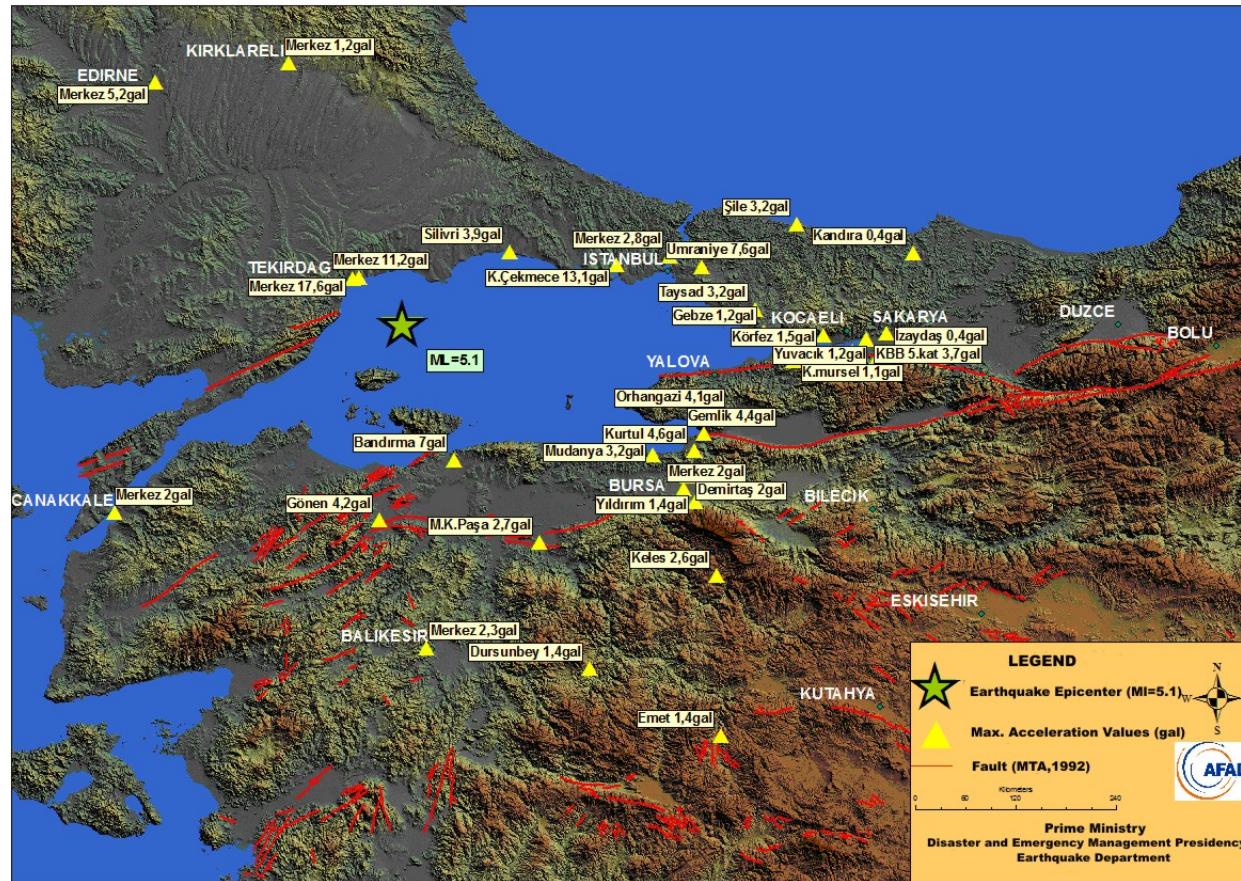 KIRKLARELI
Merkez 1,2gal
EDIRNE
Merkez 5,2gal
Şile 3,2gal
Silivri 3,9gal
Merkez 2,8gal
Umraniye 7,6gal
Kandıra 0,4gal
ISTANBUL
TEKIRDAG
Merkez 11,2gal
K.Çekmece 13,1gal
Merkez 17,6gal
Taysad 3,2gal
Gebze 1,2gal
KOCAELI
SAKARYA
DUZCE
Körfez 1,5gal
İzaydaş 0,4gal
BOLU
ML=5.1
YALOVA
Yuvacık 1,2gal
KBB 5.kat 3,7gal
K.mursel 1,1gal
Orhangazi 4,1gal
Gemlik 4,4gal
Kurtul 4,6gal
Bandırma 7gal
Mudanya 3,2gal
Merkez 2gal
BURSA
Demirtaş 2gal
BILECIK
CANAKKALE
Merkez 2gal
Gönen 4,2gal
Yıldırım 1,4gal
M.K.Paşa 2,7gal
Keles 2,6gal
ESKISEHIR
BALIKESIR
Merkez 2,3gal
Dursunbey 1,4gal
KUTAHYA
Emet 1,4gal
LEGEND
Earthquake Epicenter (Ml=5.1)
N
W
S
Max. Acceleration Values (gal)
Fault (MTA,1992)
AFAD
Kilometers
0 60 120 240
Prime Ministry
Disaster and Emergency Management Presidency
Earthquake Department